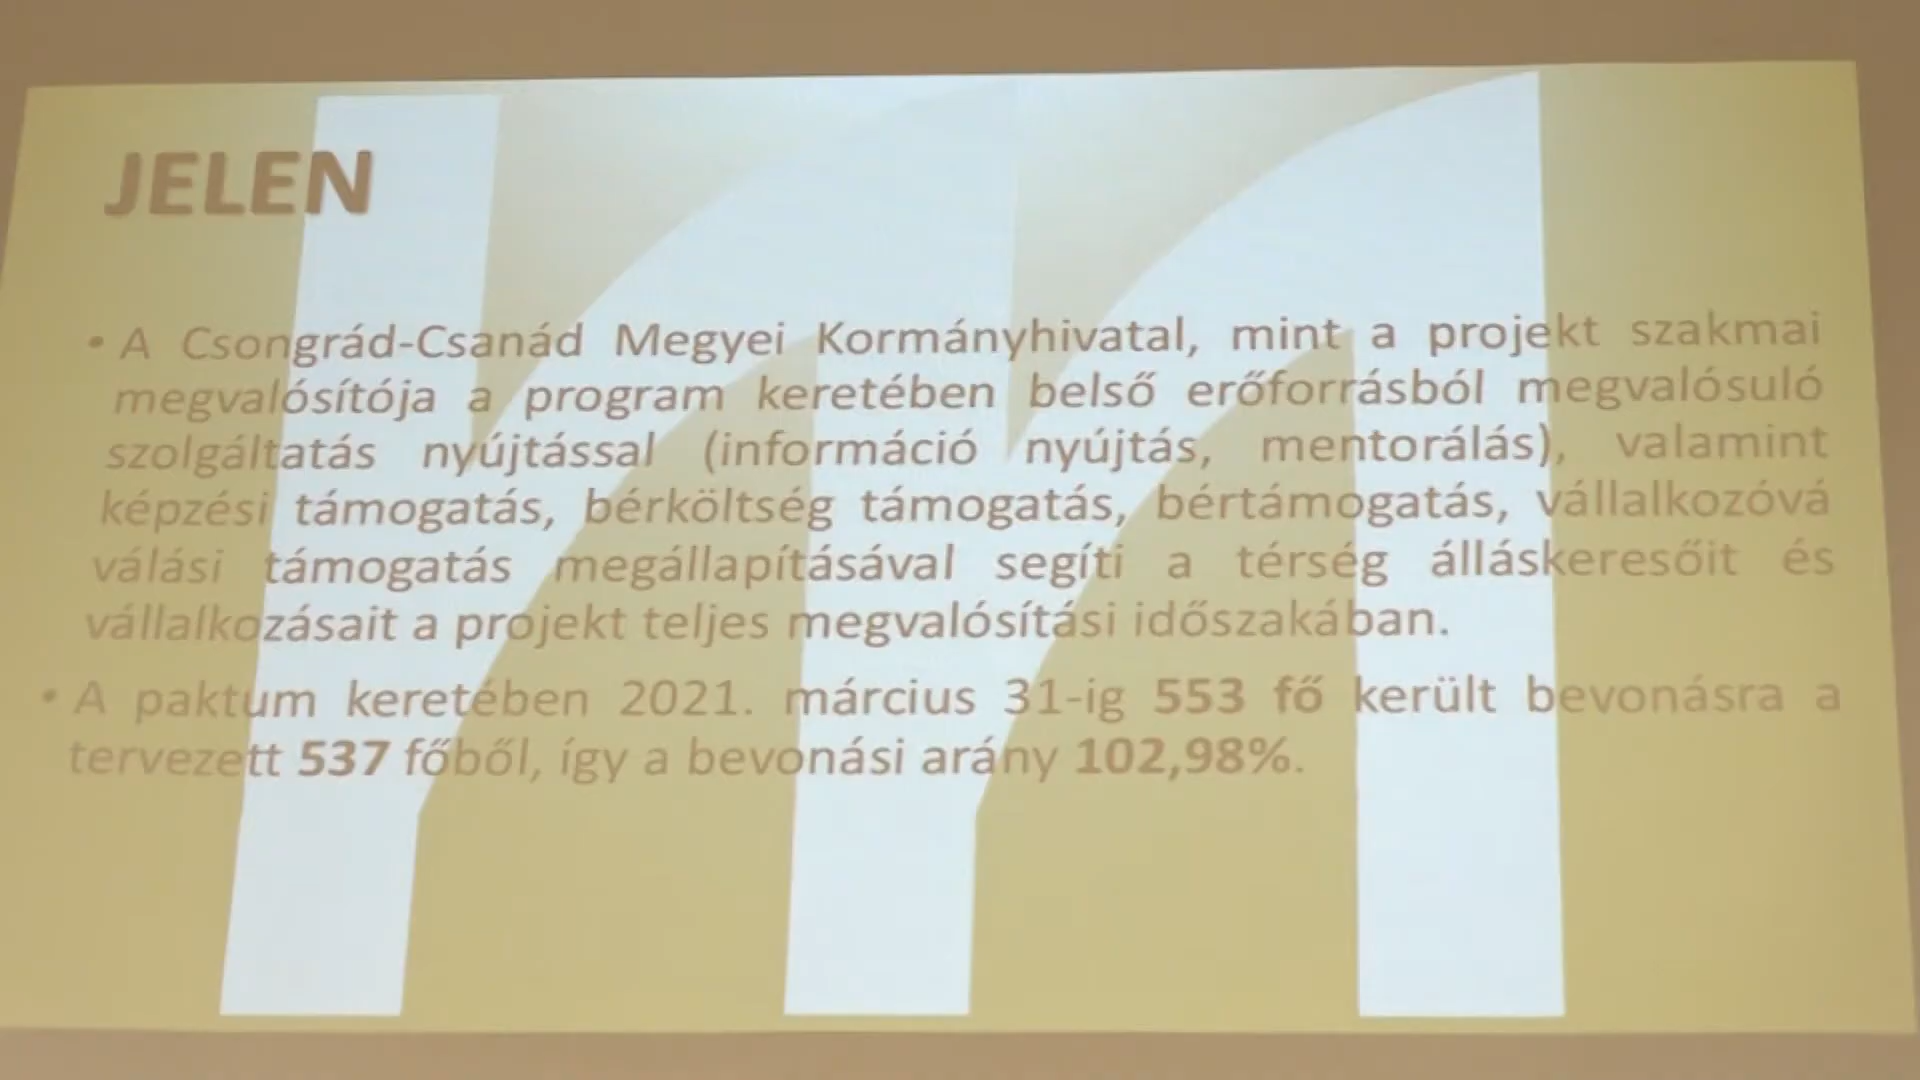 JELEN
• A Csongrád-Csanád Megyei Kormányhivatal, mint a projekt szakmai
megvalósítója a program keretében belső erőforrásból megvalósuló
szolgáltatás nyújtással (információ nyújtás, mentorálás), valamint
képzési támogatás, bérköltség támogatás, bértámogatás, vállalkozóvá
válási támogatás megállapításával segíti a térség álláskeresőit és
vállalkozásait a projekt teljes megvalósítási időszakában.
• A paktum keretében 2021. március 31-ig 553 fő került bevonásra a
tervezett 537 főből, így a bevonási arány 102,98%.